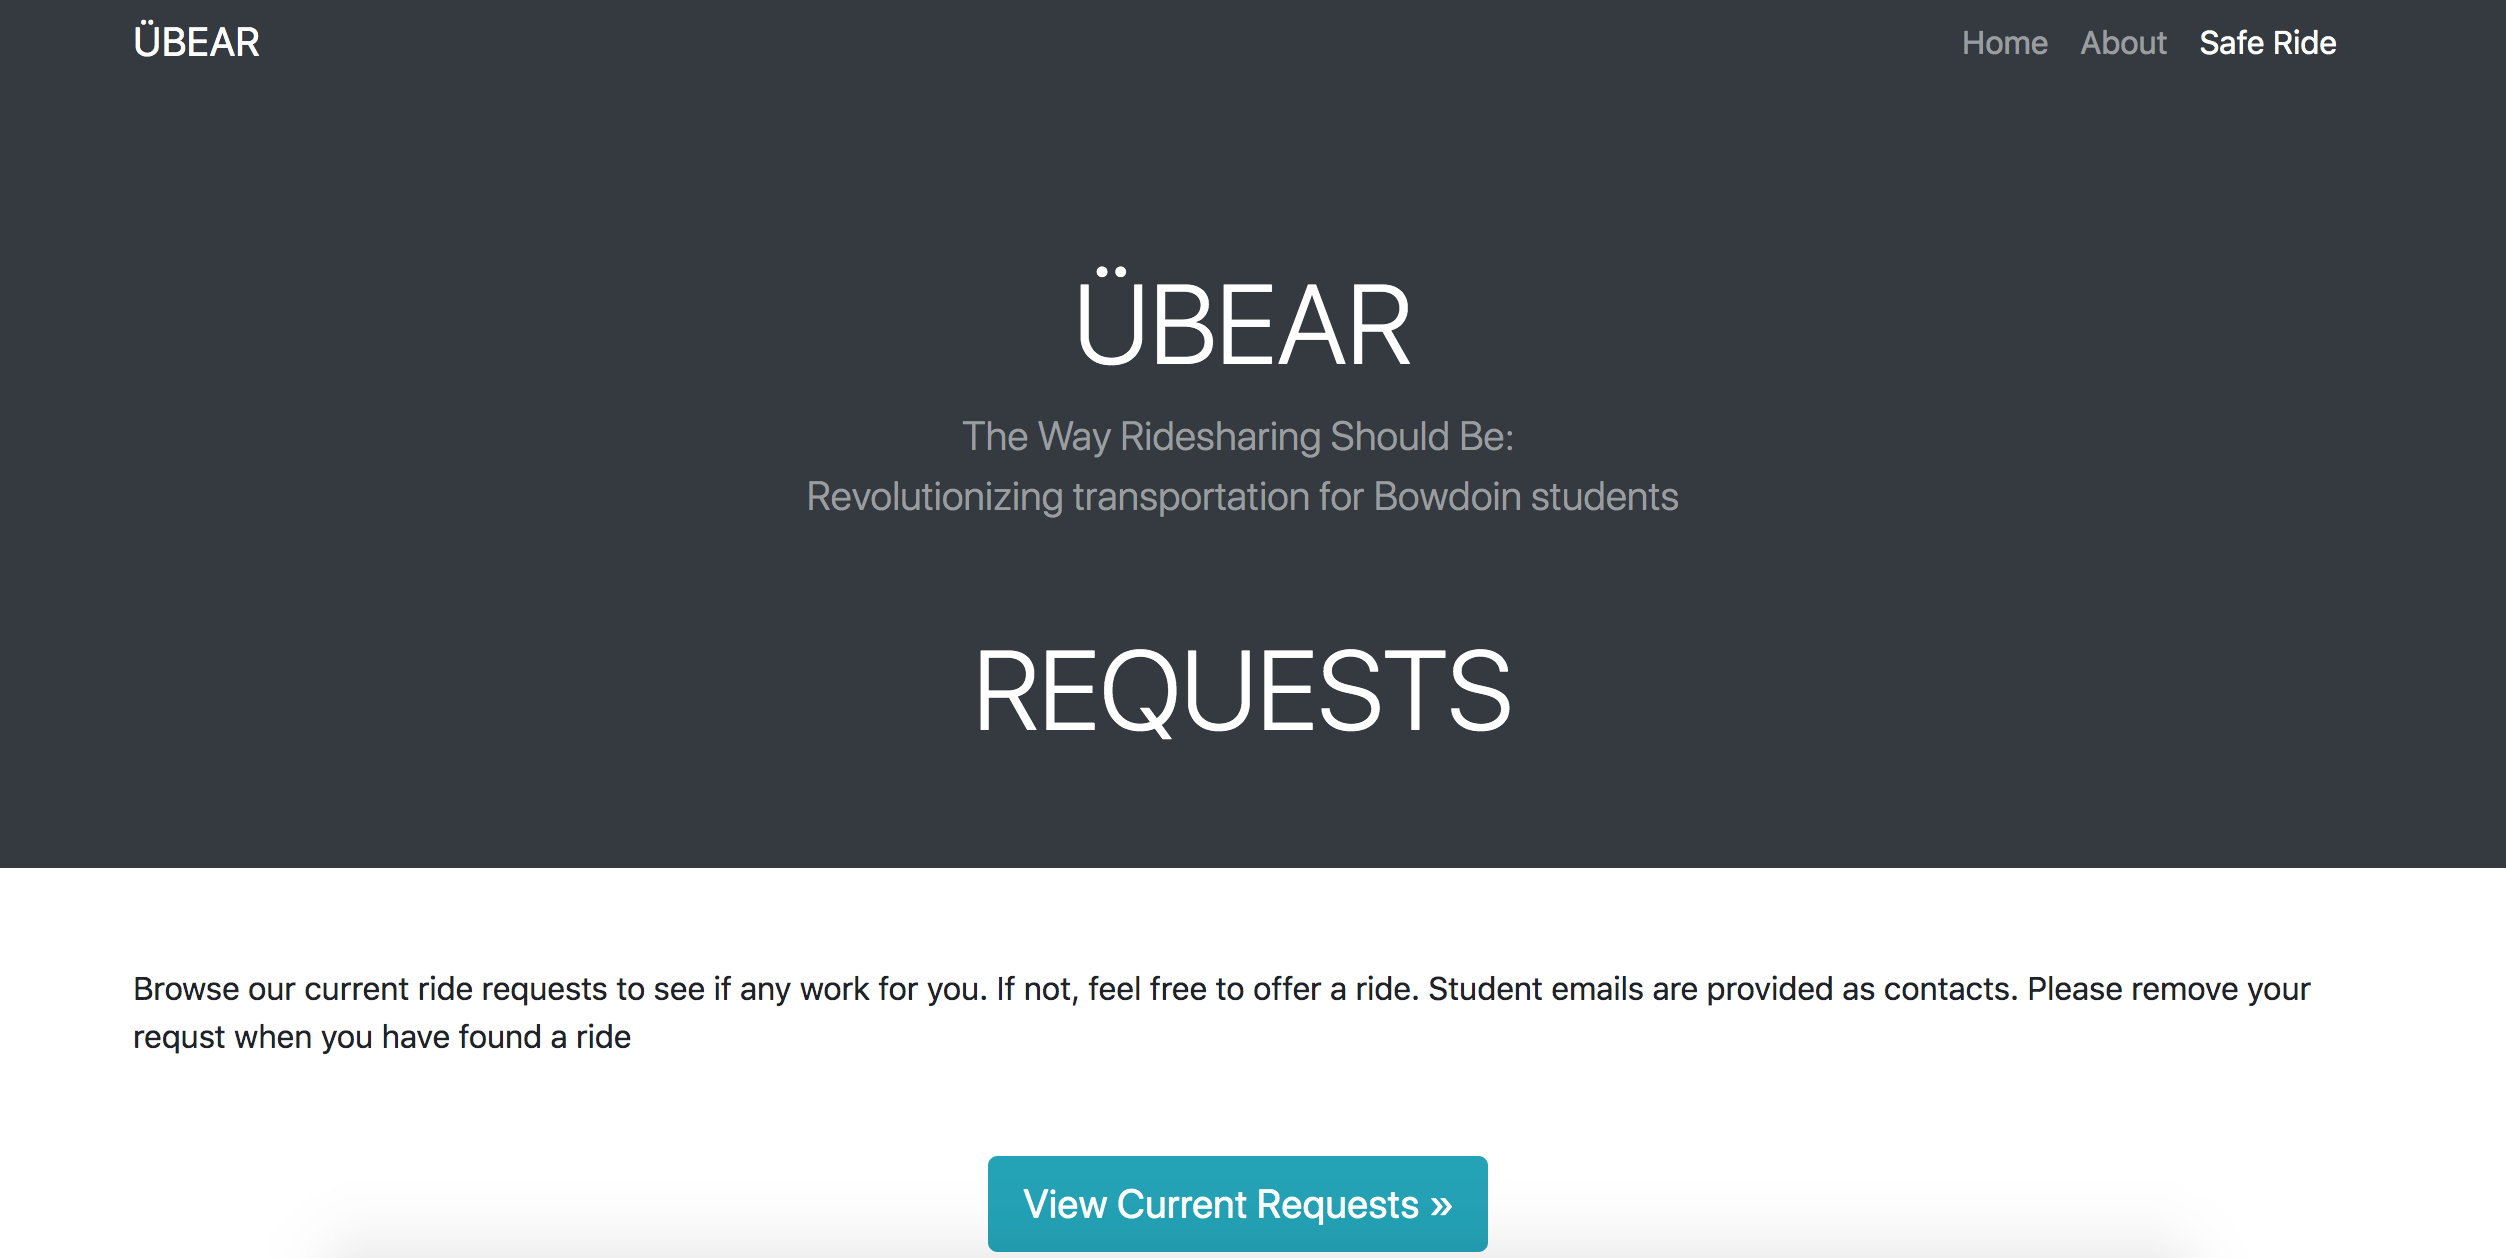 ÜBEAR
Home About Safe Ride
ÜBEAR
The Way Ridesharing Should Be:
Revolutionizing transportation for Bowdoin students
REQUESTS
Browse our current ride requests to see if any work for you. If not, feel free to offer a ride. Student emails are provided as contacts. Please remove your
requst when you have found a ride
View Current Requests »